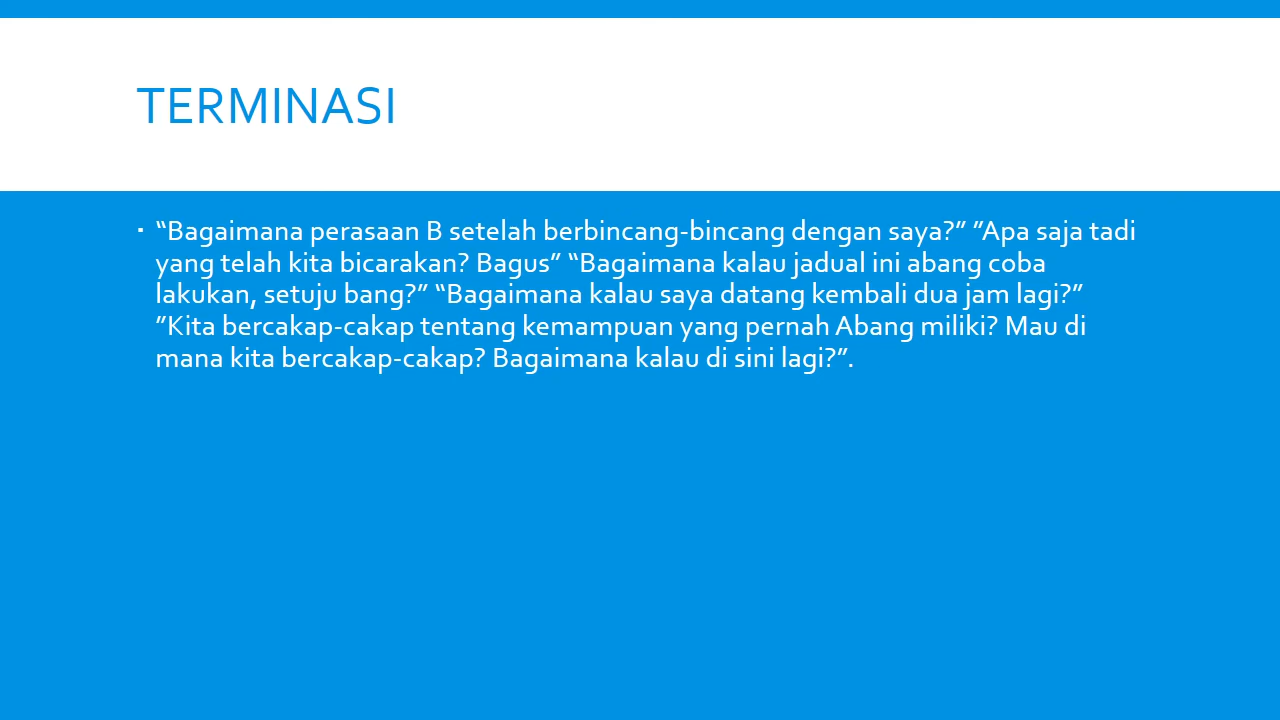 TERMINASI
▪ “Bagaimana perasaan B setelah berbincang-bincang dengan saya?” ”Apa saja tadi
yang telah kita bicarakan? Bagus” “Bagaimana kalau jadual ini abang coba
lakukan, setuju bang?” “Bagaimana kalau saya datang kembali dua jam lagi?”
”Kita bercakap-cakap tentang kemampuan yang pernah Abang miliki? Mau di
mana kita bercakap-cakap? Bagaimana kalau di sini lagi?”.